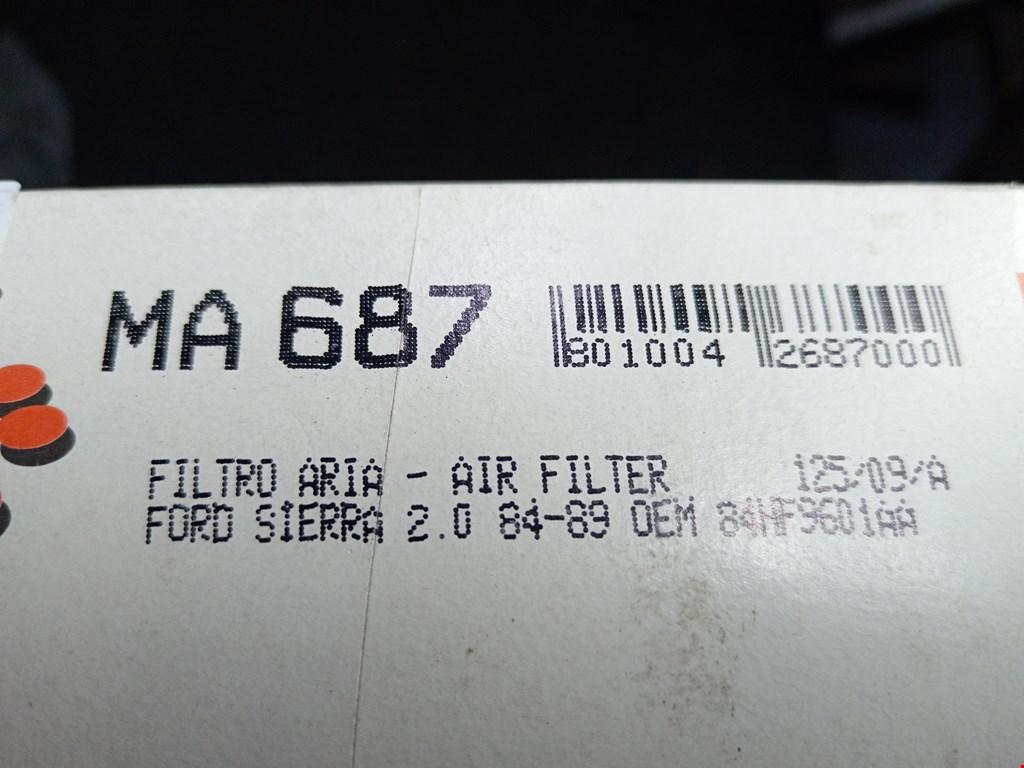 MA 687
801004 2687000
FILTRO ARIA - AIR FILTER 125/09/A
FORD SIERRA 2.0 84-89 OEM 84HF9601AA